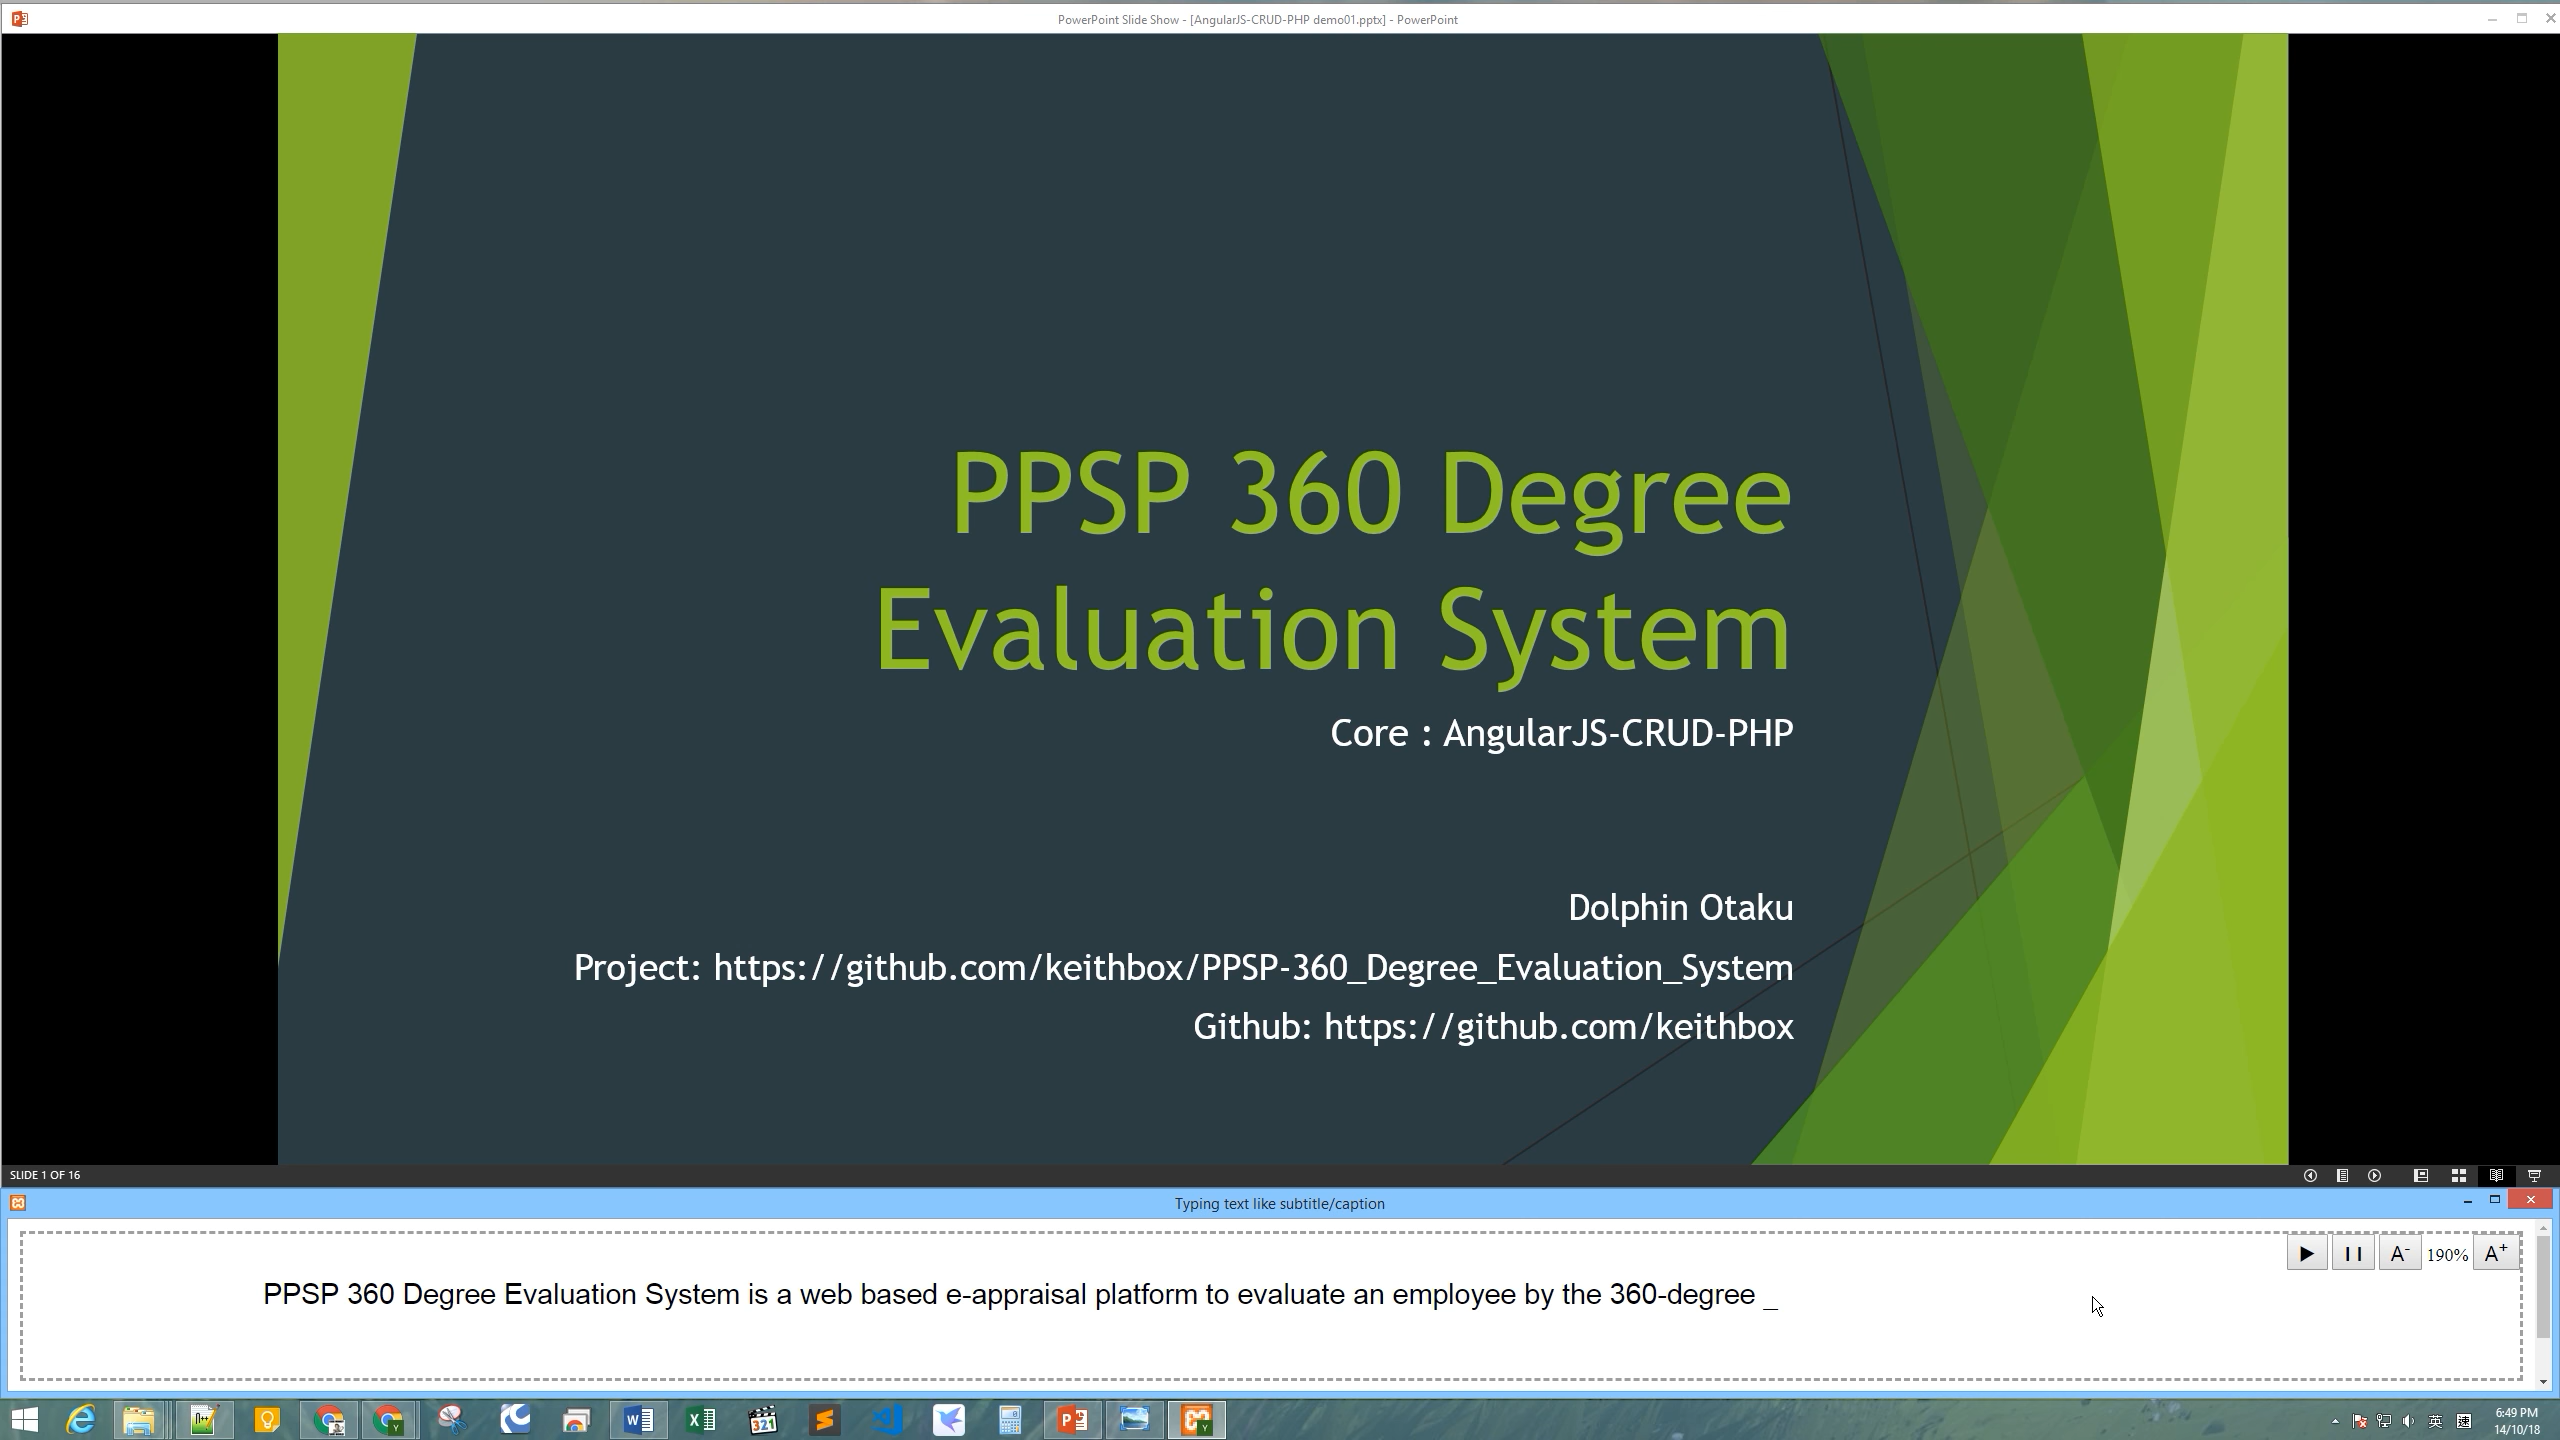 PowerPoint Slide Show - [AngularJS-CRUD-PHP demo01.pptx] - PowerPoint
PPSP 360 Degree
Evaluation System
Core : AngularJS-CRUD-PHP
Dolphin Otaku
Project: https://github.com/keithbox/PPSP-360_Degree_Evaluation_System
Github: https://github.com/keithbox
SLIDE 1 OF 16
Typing text like subtitle/caption
A- 190% A+
PPSP 360 Degree Evaluation System is a web based e-appraisal platform to evaluate an employee by the 360-degree _
英 速
6:49 PM
14/10/18